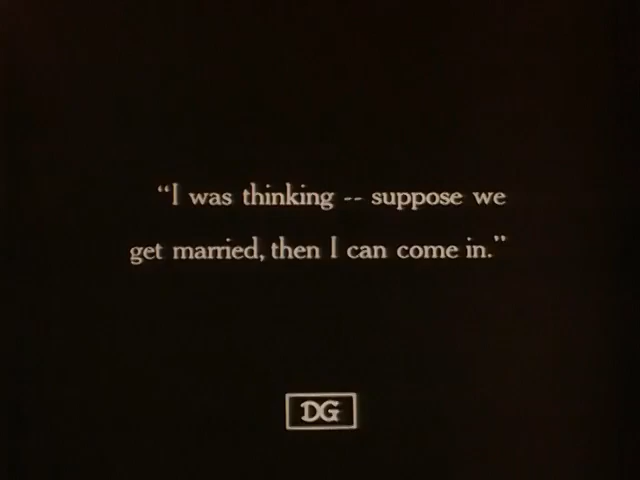 “I was thinking -- suppose we
get married, then I can come in.”
DG